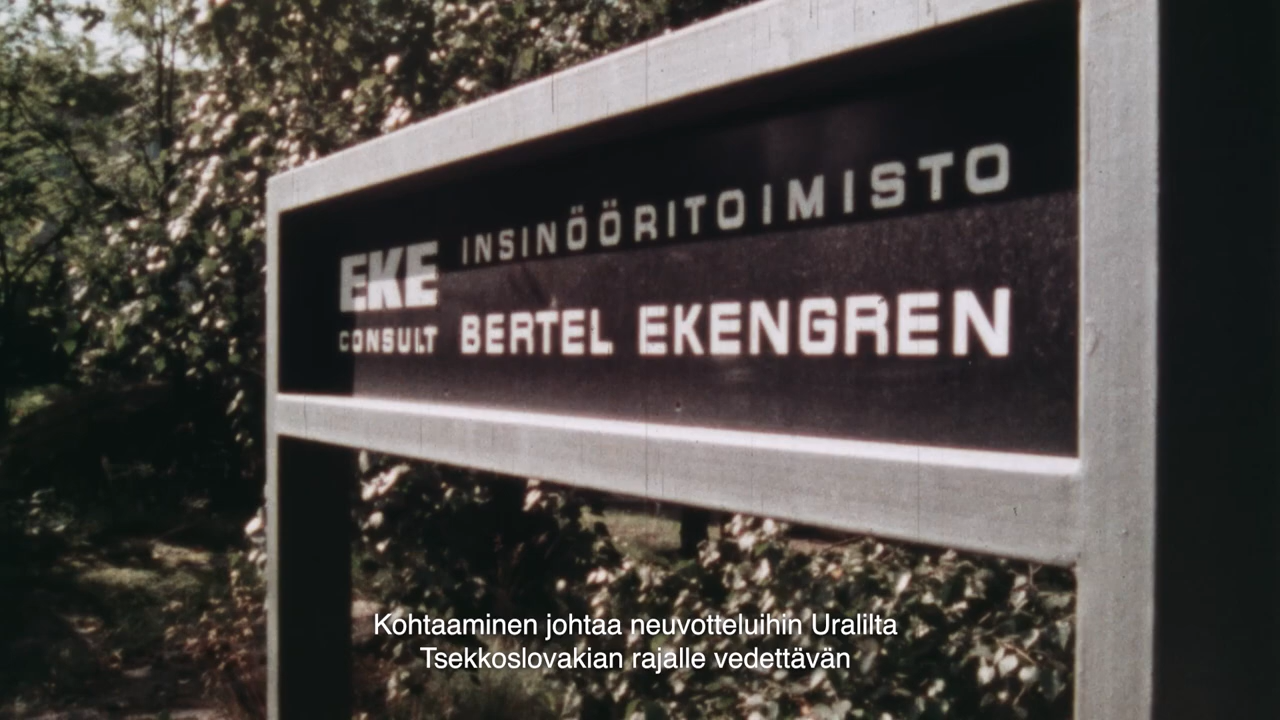 INSINÖÖRITOIMISTO
EKE
CONSULT
BERTEL EKENGREN
Kohtaaminen johtaa neuvotteluihin Uralilta
Tsekkoslovakian rajalle vedettävän